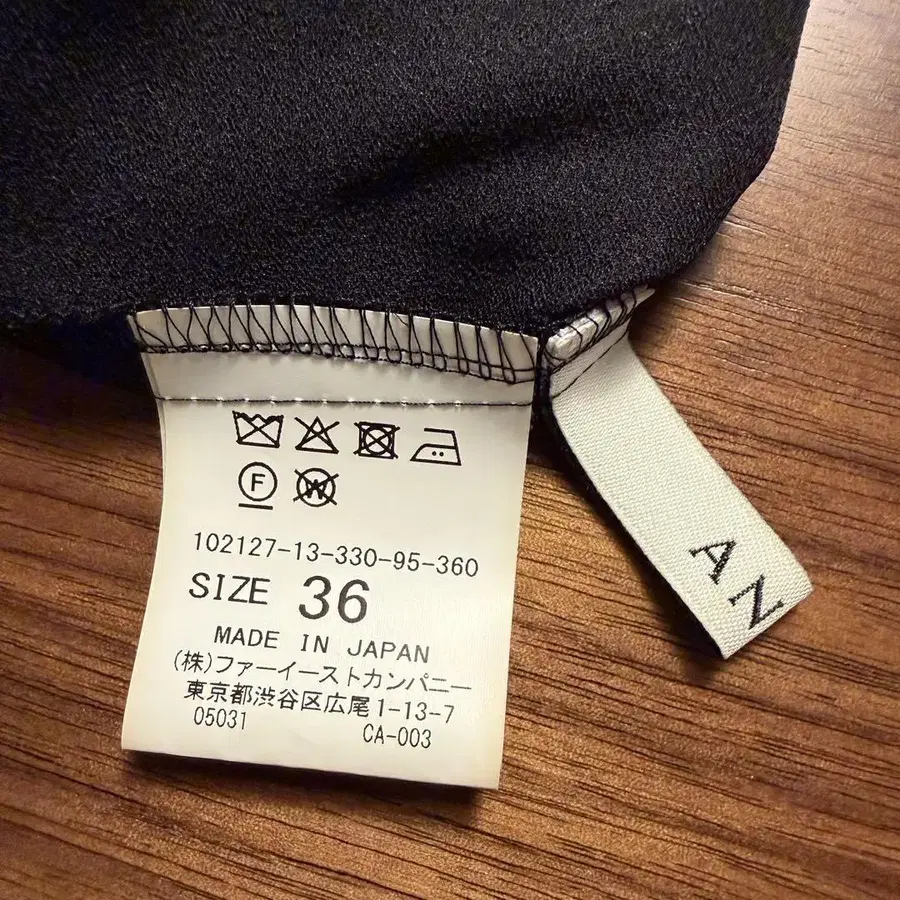 F
W
102127-13-330-95-360
SIZE 36
MADE IN JAPAN
(株)ファーイーストカンパニー
東京都渋谷区広尾1-13-7
05031 CA-003
AN